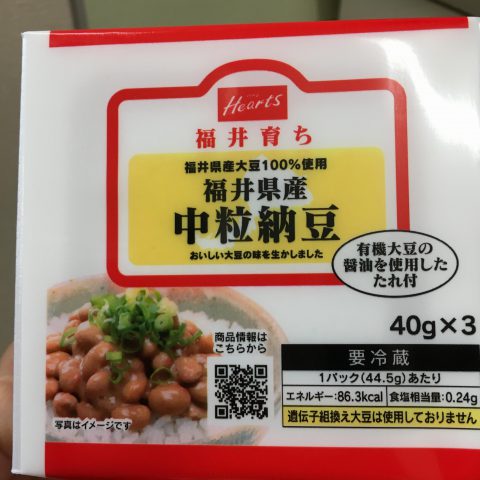 Hearts
福井育ち
福井県産大豆100%使用
福井県産
中粒納豆
おいしい大豆の味を生かしました
有機大豆の
醤油を使用した
たれ付
40g×3
商品情報は
こちらから
要冷蔵
1パック(44.5g)あたり
エネルギー:86.3kcal 食塩相当量:0.24g
遺伝子組換え大豆は使用しておりません
写真はイメージです